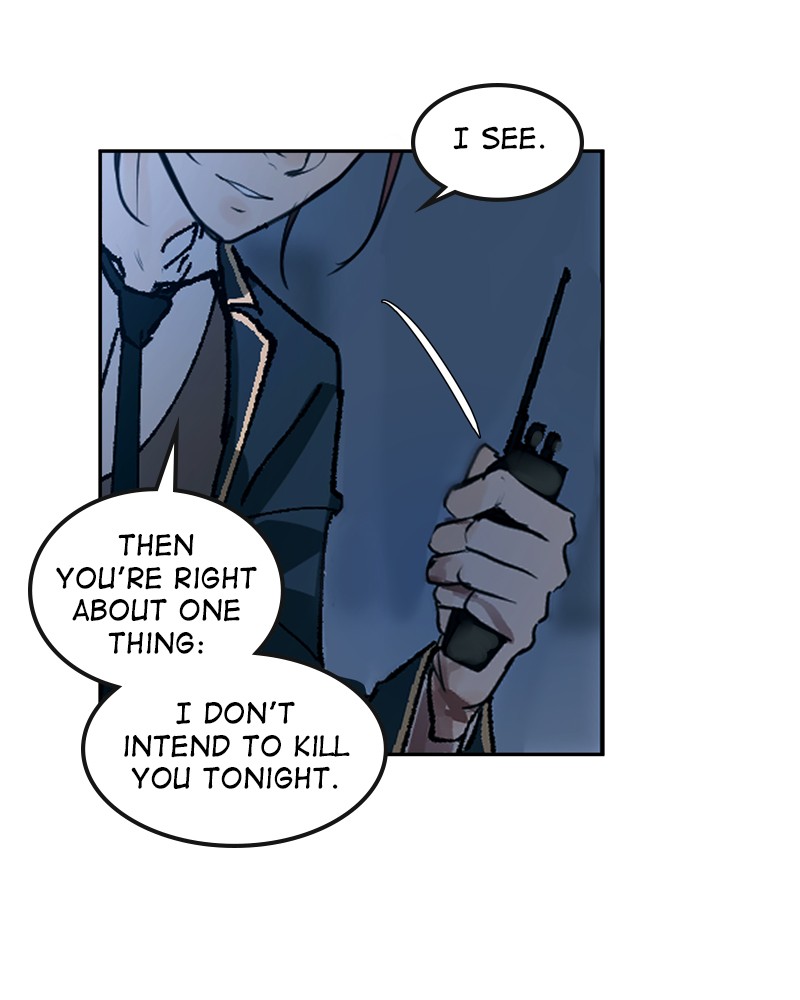 I SEE.
THEN
YOU'RE RIGHT
ABOUT ONE
THING:
I DON'T
INTEND TO KILL
YOU TONIGHT.